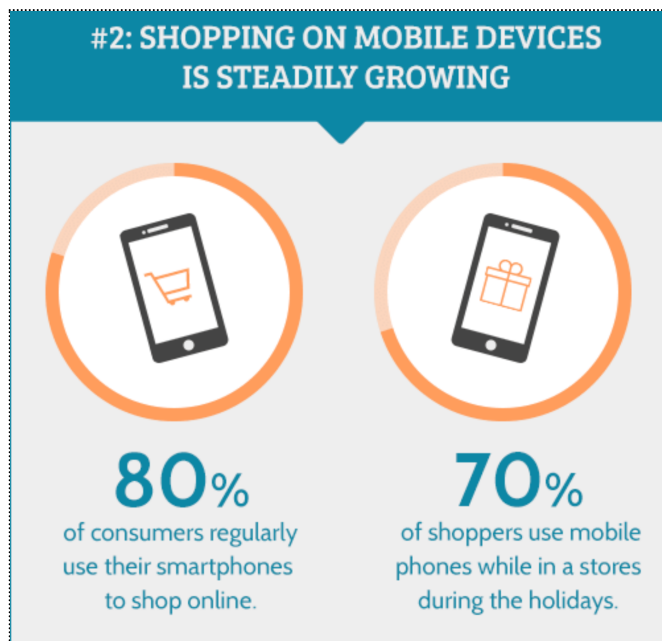 #2: SHOPPING ON MOBILE DEVICES
IS STEADILY GROWING
80%
of consumers regularly
use their smartphones
to shop online.
70%
of shoppers use mobile
phones while in a stores
during the holidays.